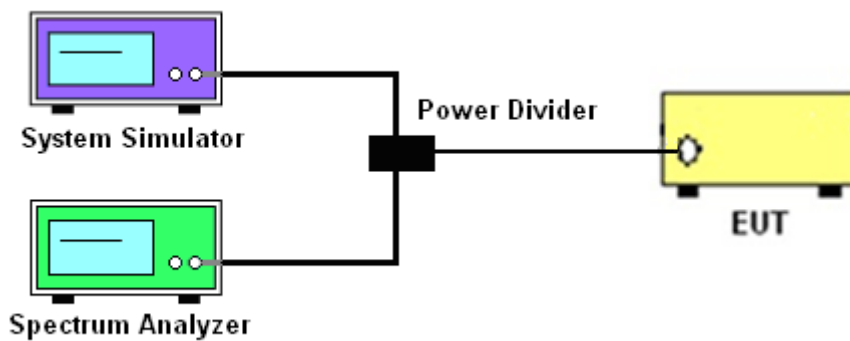 System Simulator
Power Divider
EUT
Spectrum Analyzer